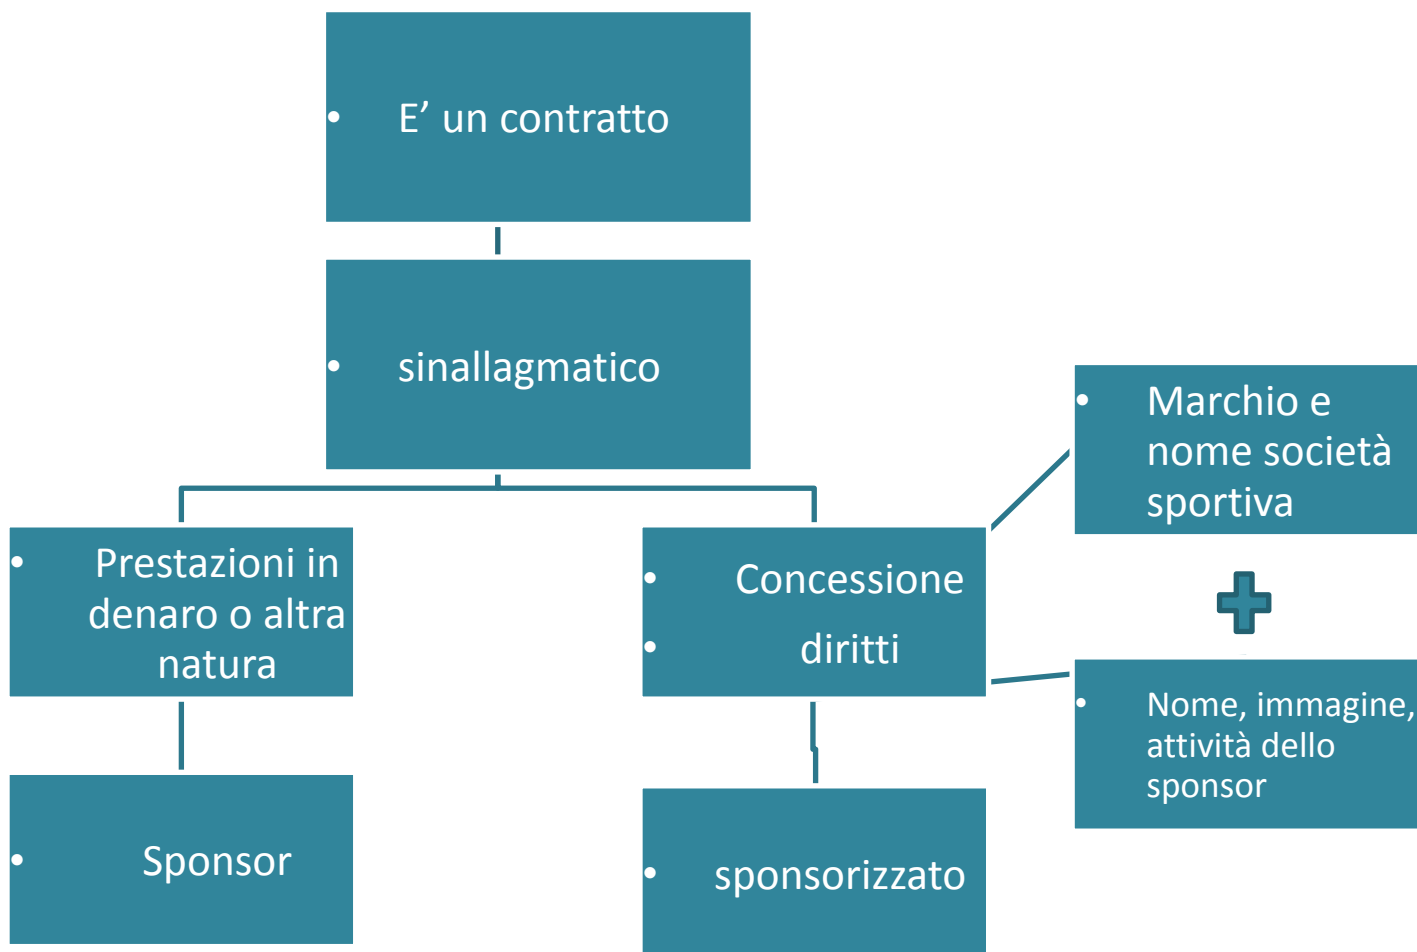 • E’ un contratto
• sinallagmatico
• Prestazioni in
denaro o altra
natura
• Concessione
• diritti
• Marchio e
nome società
sportiva
• Nome, immagine,
attività dello
sponsor
• Sponsor
• sponsorizzato